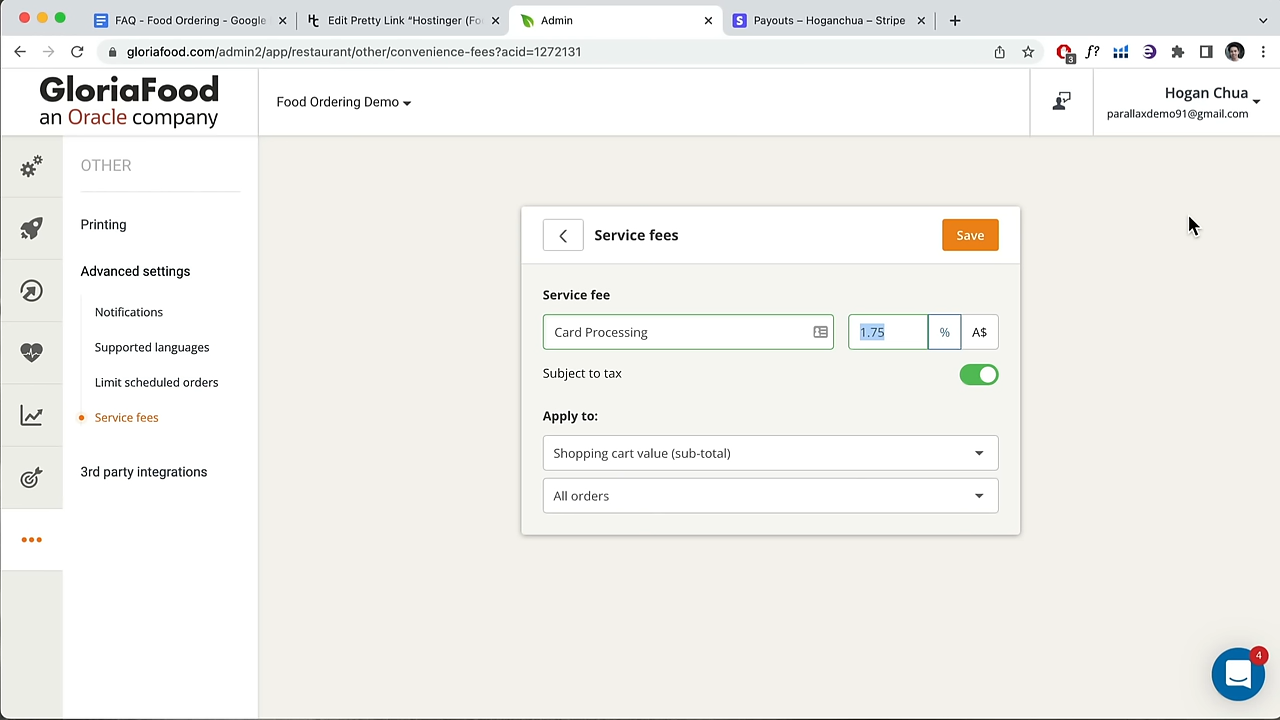 FAQ - Food Ordering - Google
Edit Pretty Link "Hostinger (Fo
Admin
Payouts – Hoganchua – Stripe
gloriafood.com/admin2/app/restaurant/other/convenience-fees?acid=1272131
3
f?
GloriaFood
an Oracle company
Food Ordering Demo
Hogan Chua
parallaxdemo91@gmail.com
OTHER
Printing
Advanced settings
Notifications
Supported languages
Limit scheduled orders
Service fees
3rd party integrations
Service fees
Save
Service fee
Card Processing
1.75
%
A$
Subject to tax
Apply to:
Shopping cart value (sub-total)
All orders
4